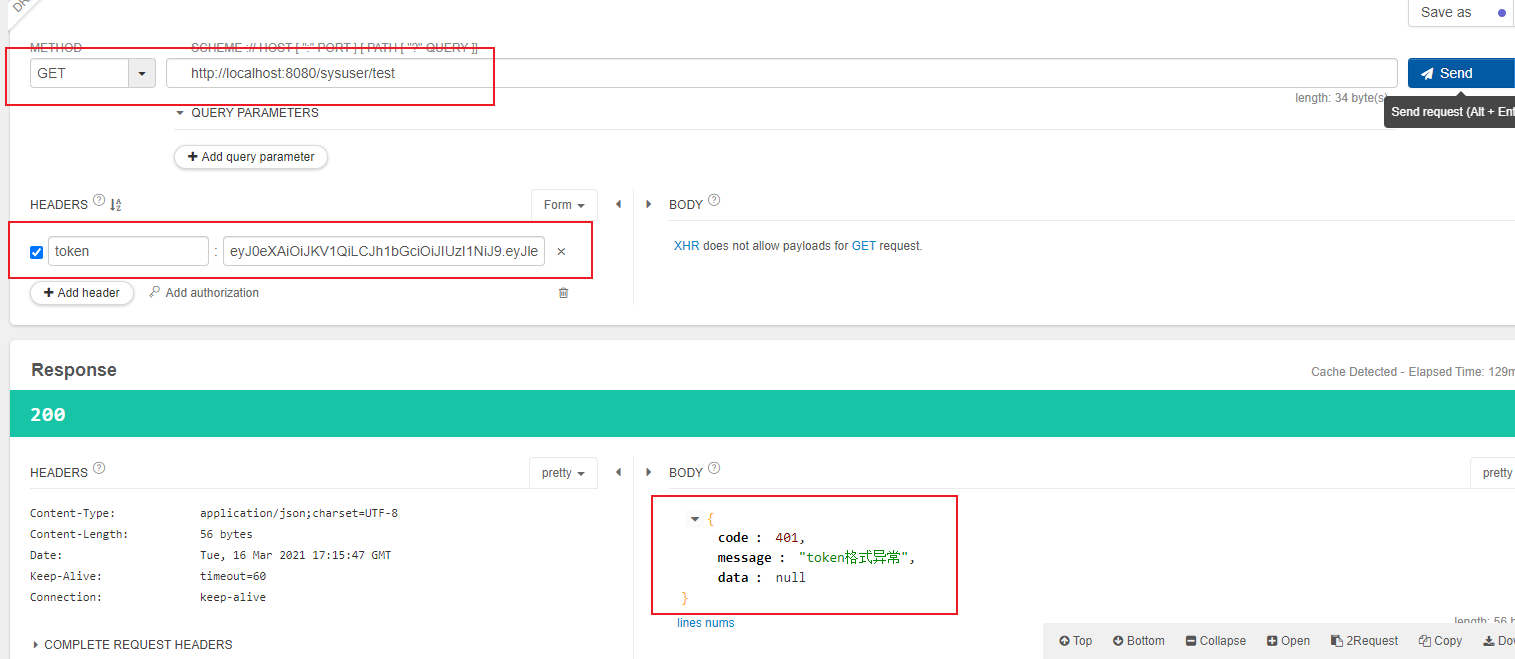 DR
Save as
METHOD SCHEME :// HOST [ ":" PORT ] [ PATH [ "?" QUERY ]]
GET http://localhost:8080/sysuser/test Send
length: 34 byte(s)
Send request (Alt + Ent
QUERY PARAMETERS
Add query parameter
HEADERS ? Form BODY ?
token : eyJ0eXAiOiJKV1QiLCJhbGciOiJIUzI1NiJ9.eyJle ×
XHR does not allow payloads for GET request.
Add header Add authorization
Response
Cache Detected - Elapsed Time: 129m
200
HEADERS ? pretty BODY ? pretty
Content-Type: application/json;charset=UTF-8
Content-Length: 56 bytes
Date: Tue, 16 Mar 2021 17:15:47 GMT
Keep-Alive: timeout=60
Connection: keep-alive
{
code : 401,
message : "token格式异常",
data : null
}
lines nums
length: 56 b
COMPLETE REQUEST HEADERS
Top Bottom Collapse Open 2Request Copy Dow